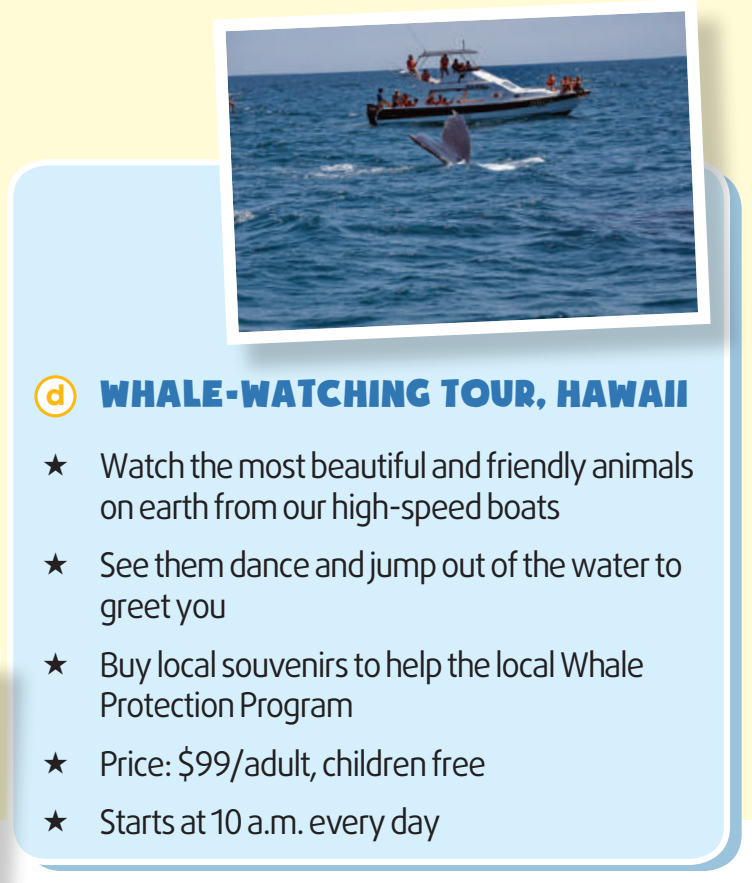 d WHALE-WATCHING TOUR, HAWAII
★ Watch the most beautiful and friendly animals
on earth from our high-speed boats
★ See them dance and jump out of the water to
greet you
★ Buy local souvenirs to help the local Whale
Protection Program
★ Price: $99/adult, children free
★ Starts at 10 a.m. every day